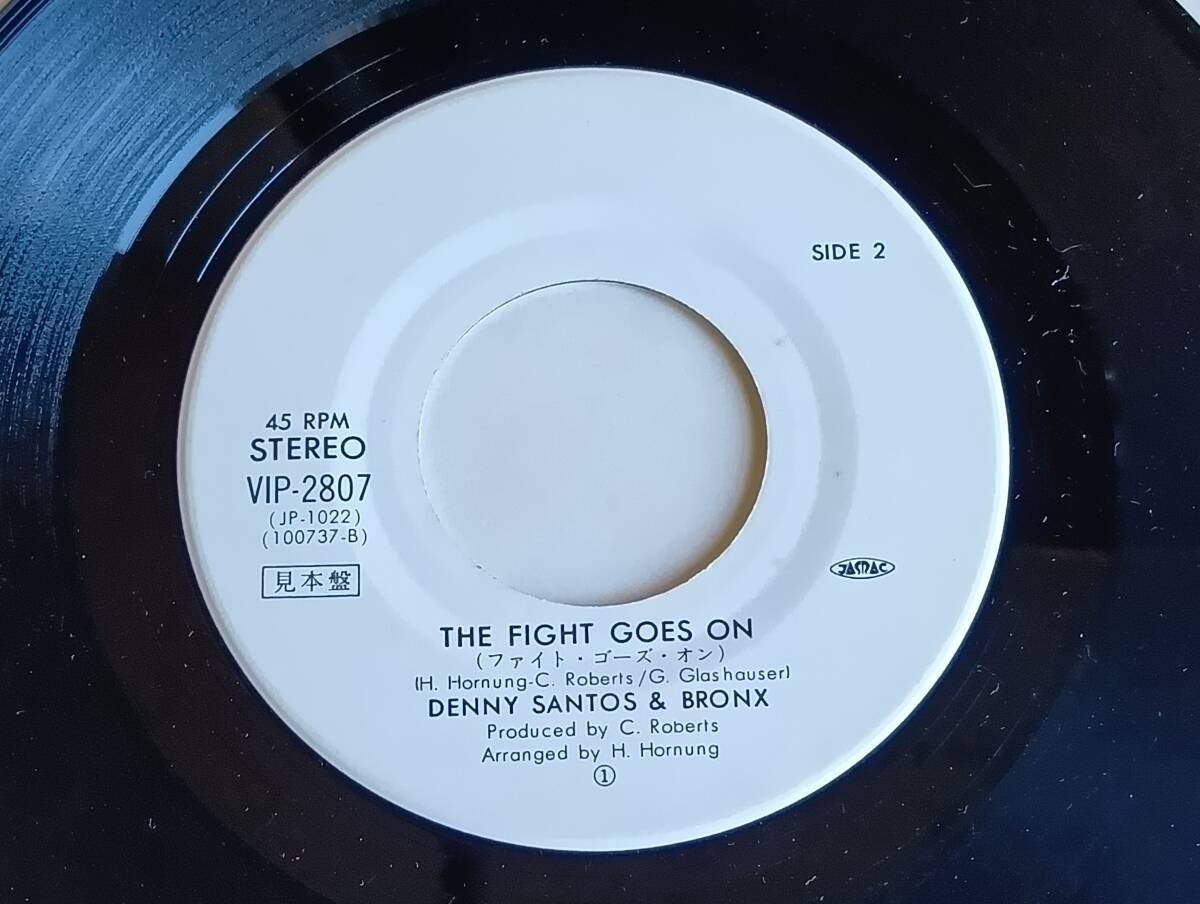 SIDE 2
45 RPM
STEREO
VIP-2807
(JP-1022)
(100737-B)
見本盤
JASRAC
THE FIGHT GOES ON
(ファイト・ゴーズ・オン)
(H. Hornung-C. Roberts/G. Glashauser)
DENNY SANTOS & BRONX
Produced by C. Roberts
Arranged by H. Hornung
①